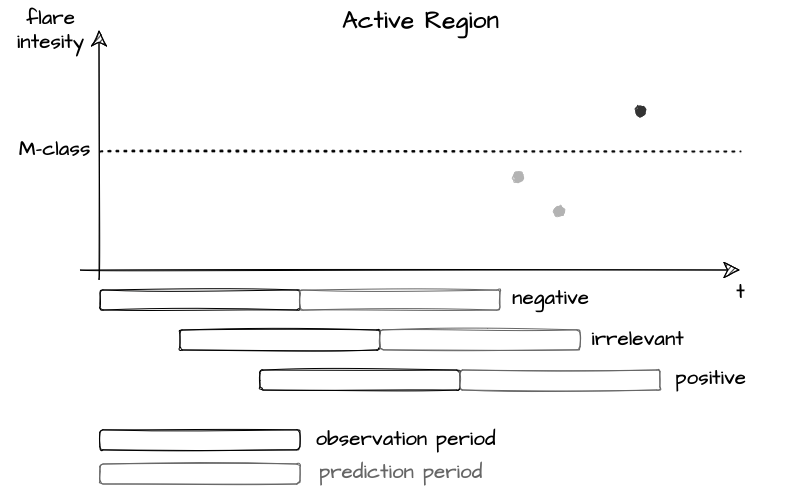 flare
intesity
Active Region
M-class
t
negative
irrelevant
positive
observation period
prediction period